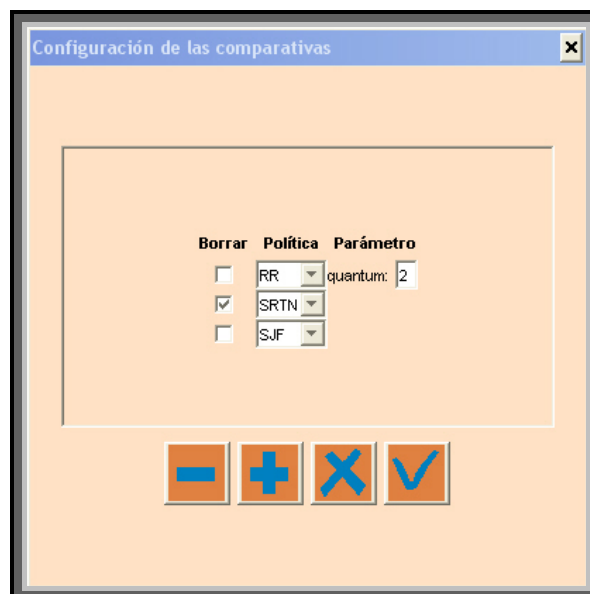 Configuración de las comparativas
Borrar Política Parámetro
RR quantum: 2
SRTN
SJF